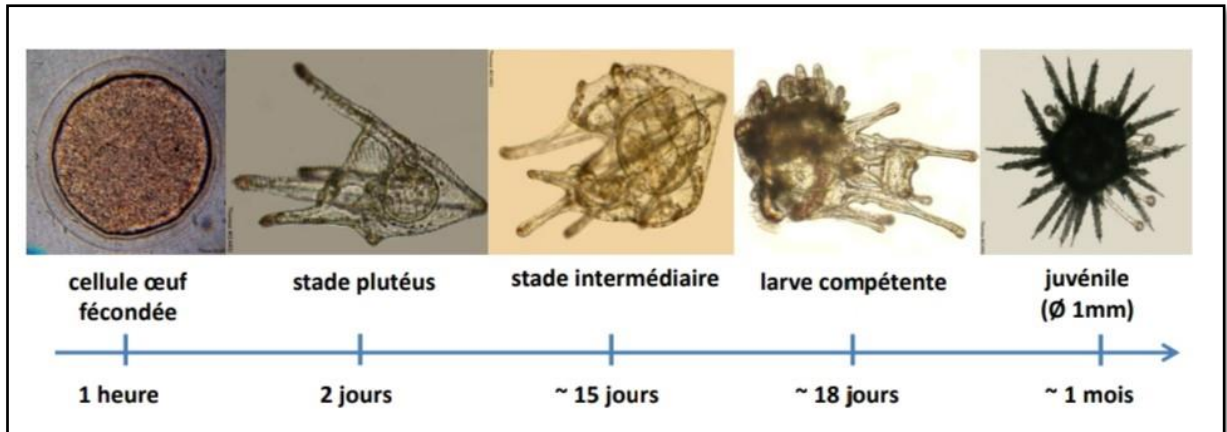 cellule œuf
fécondée
stade plutéus
stade intermédiaire
larve compétente
juvénile
(Ø 1mm)
1 heure
2 jours
~ 15 jours
~ 18 jours
~ 1 mois